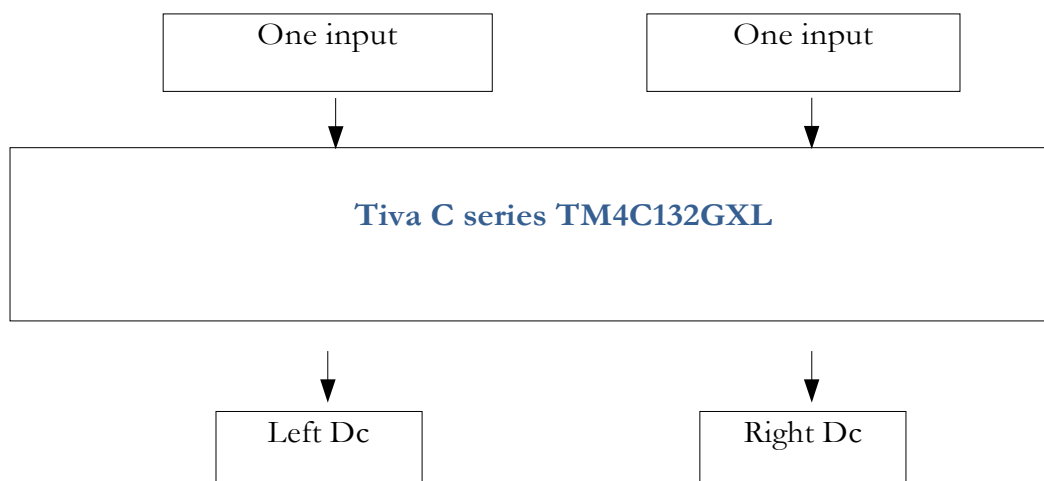 One input
One input
Tiva C series TM4C132GXL
Left Dc
Right Dc